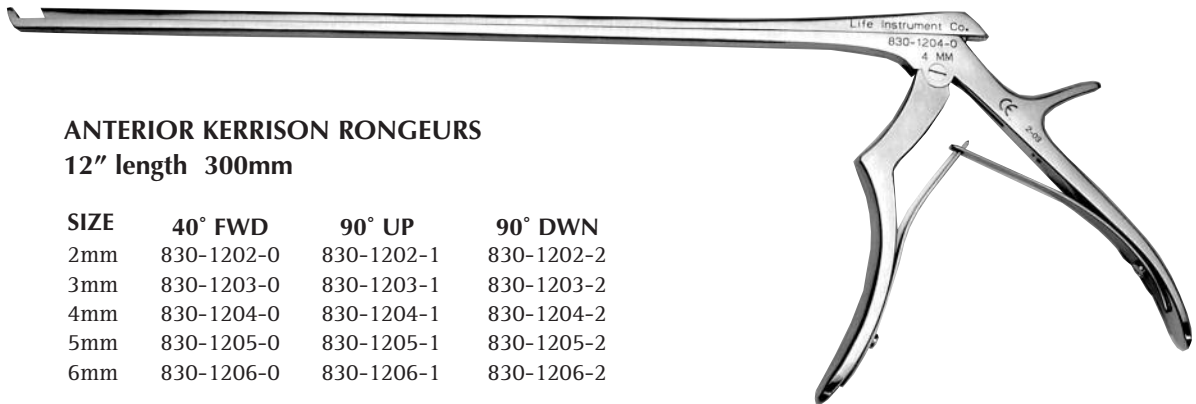 Life Instrument Co.
830-1204-0
4 MM
CE
2-03
ANTERIOR KERRISON RONGEURS
12" length 300mm
SIZE 40˚ FWD 90˚ UP 90˚ DWN
2mm 830-1202-0 830-1202-1 830-1202-2
3mm 830-1203-0 830-1203-1 830-1203-2
4mm 830-1204-0 830-1204-1 830-1204-2
5mm 830-1205-0 830-1205-1 830-1205-2
6mm 830-1206-0 830-1206-1 830-1206-2